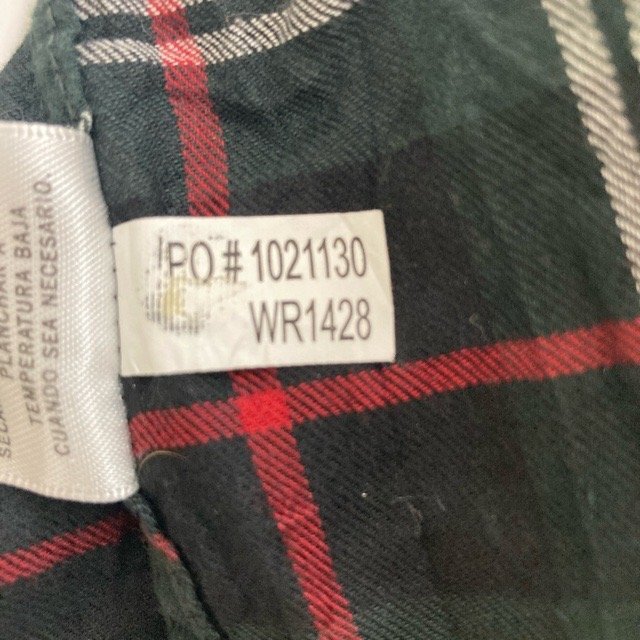 PO# 1021130
WR1428
PLANCHAR A
TEMPERATURA BAJA
CUANDO SEA NECESARIO.